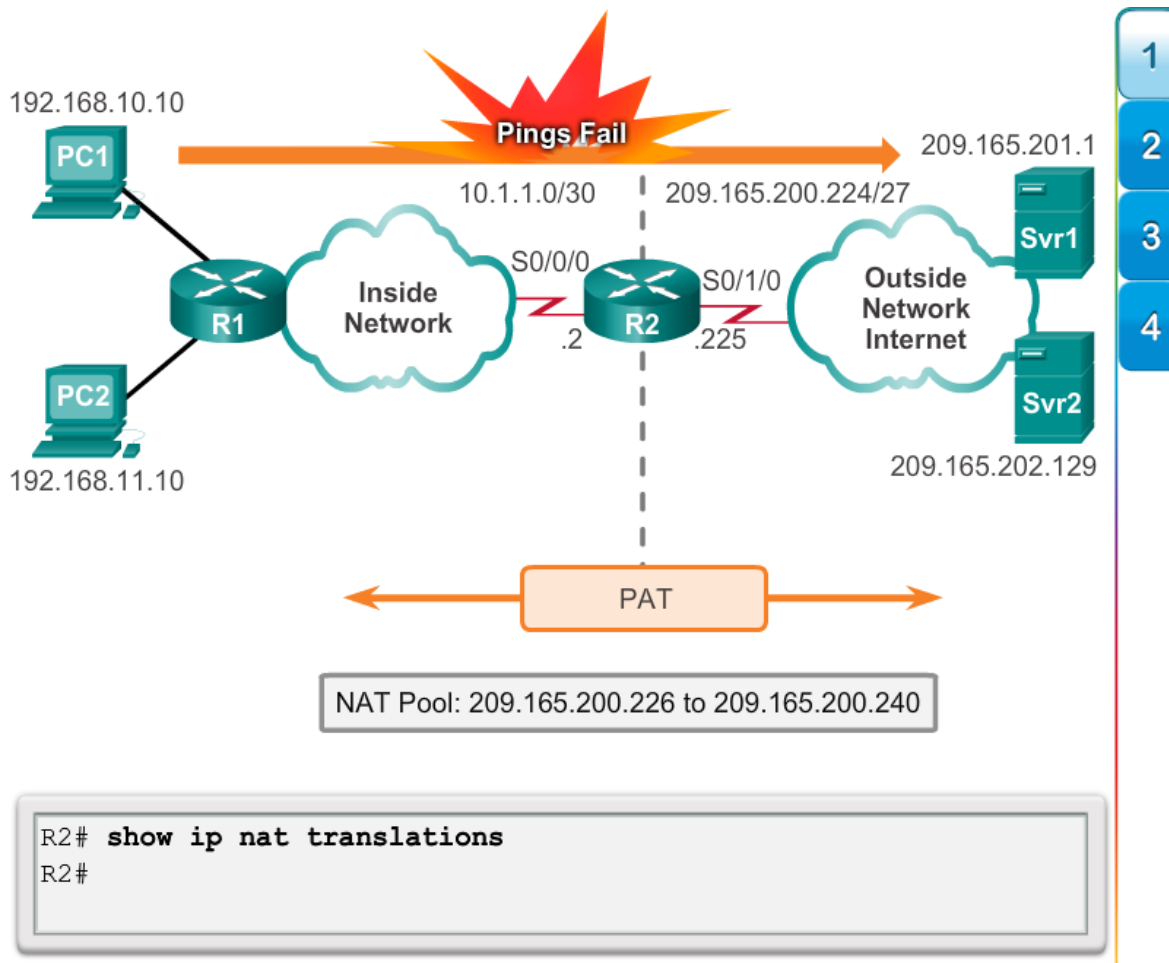 1
2
3
4
192.168.10.10
PC1
Pings Fail
209.165.201.1
10.1.1.0/30
209.165.200.224/27
Svr1
S0/0/0
S0/1/0
Inside
Network
Outside
Network
Internet
R1
R2
.2
.225
PC2
Svr2
192.168.11.10
209.165.202.129
PAT
NAT Pool: 209.165.200.226 to 209.165.200.240
R2# show ip nat translations
R2#